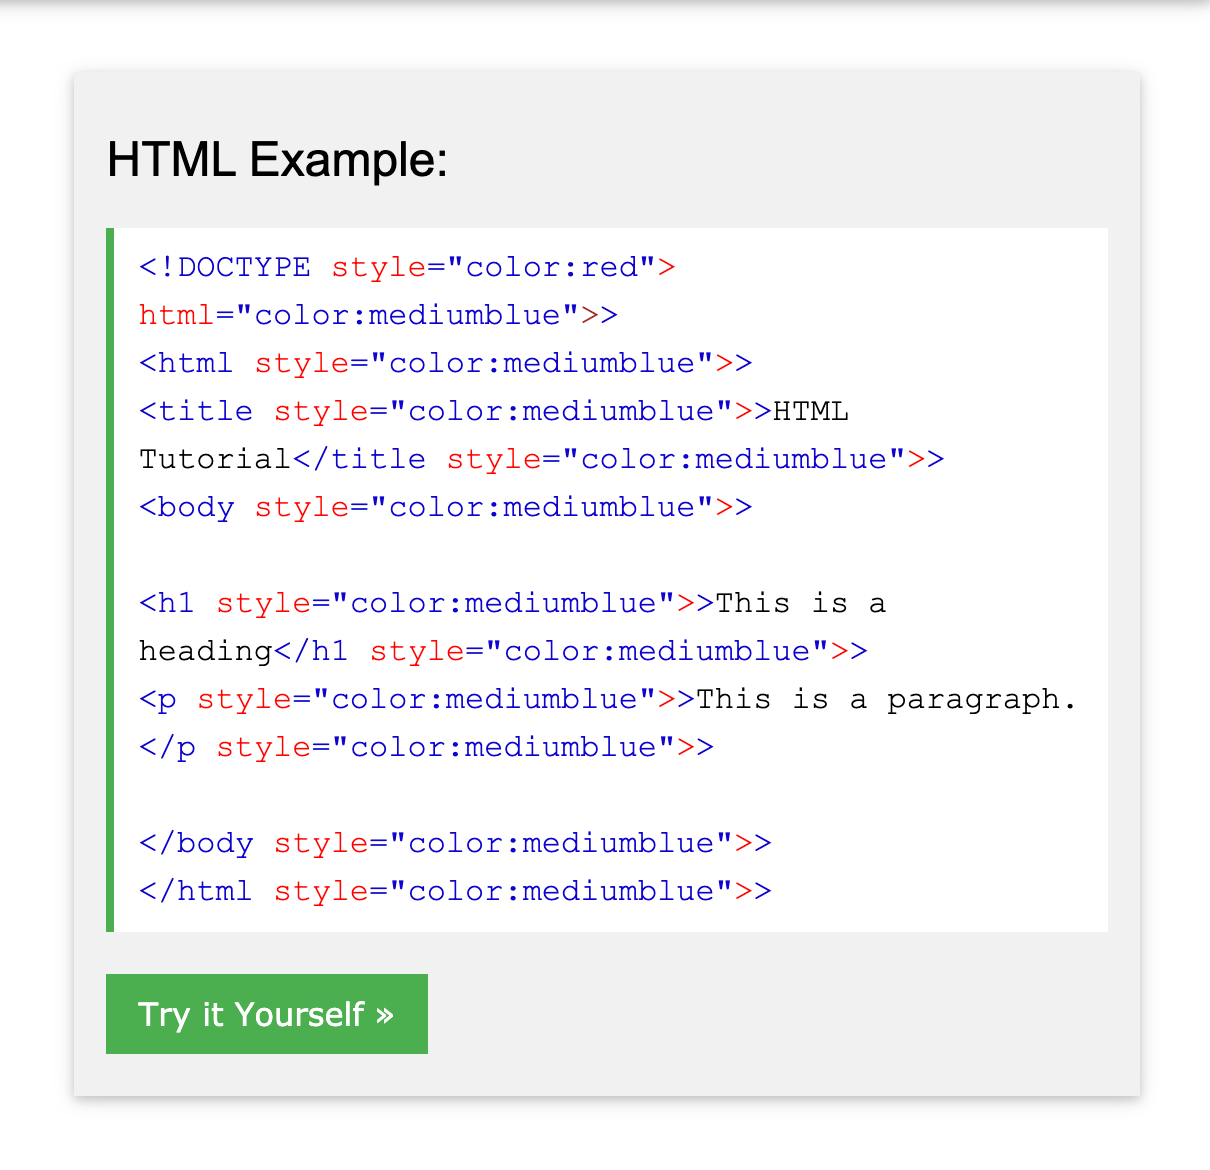 HTML Example:
<!DOCTYPE style="color:red">
html="color:mediumblue">>
<html style="color:mediumblue">>
<title style="color:mediumblue">>HTML
Tutorial</title style="color:mediumblue">>
<body style="color:mediumblue">>
<h1 style="color:mediumblue">>This is a
heading</h1 style="color:mediumblue">>
<p style="color:mediumblue">>This is a paragraph.
</p style="color:mediumblue">>
</body style="color:mediumblue">>
</html style="color:mediumblue">>
Try it Yourself »